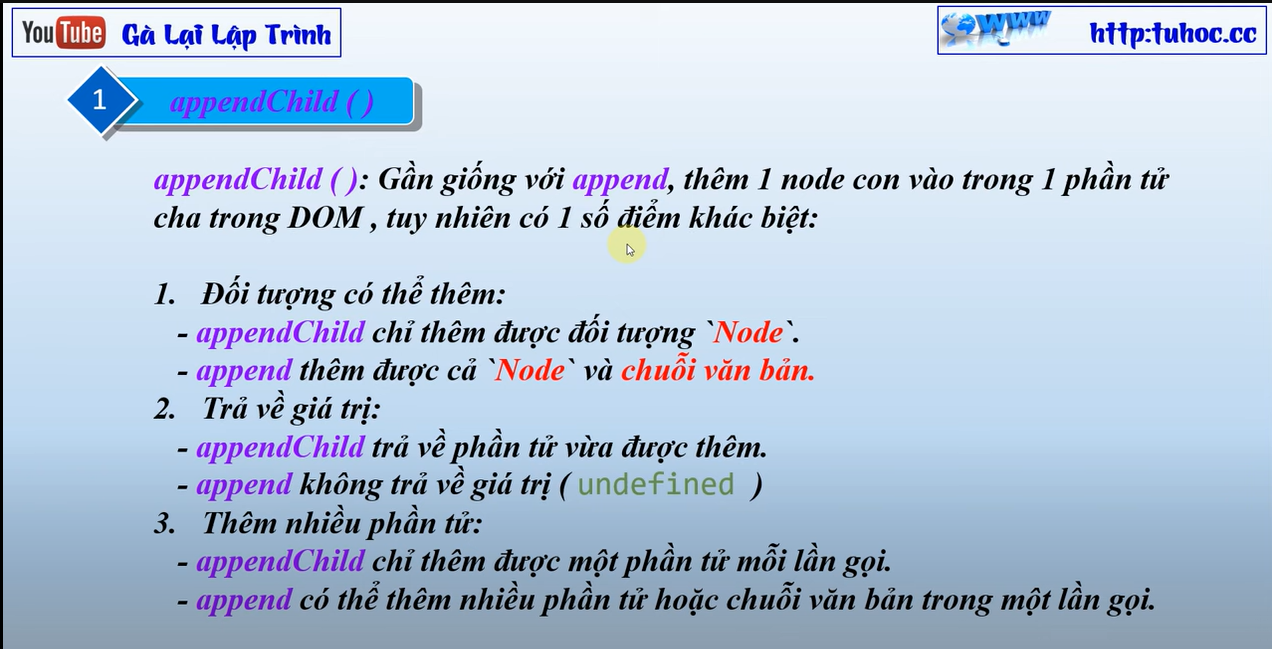 YouTube Gà Lại Lập Trình
WWW http:tuhoc.cc
1 appendChild ( )
appendChild ( ): Gần giống với append, thêm 1 node con vào trong 1 phần tử
cha trong DOM , tuy nhiên có 1 số điểm khác biệt:
1. Đối tượng có thể thêm:
- appendChild chỉ thêm được đối tượng `Node`.
- append thêm được cả `Node` và chuỗi văn bản.
2. Trả về giá trị:
- appendChild trả về phần tử vừa được thêm.
- append không trả về giá trị ( undefined )
3. Thêm nhiều phần tử:
- appendChild chỉ thêm được một phần tử mỗi lần gọi.
- append có thể thêm nhiều phần tử hoặc chuỗi văn bản trong một lần gọi.